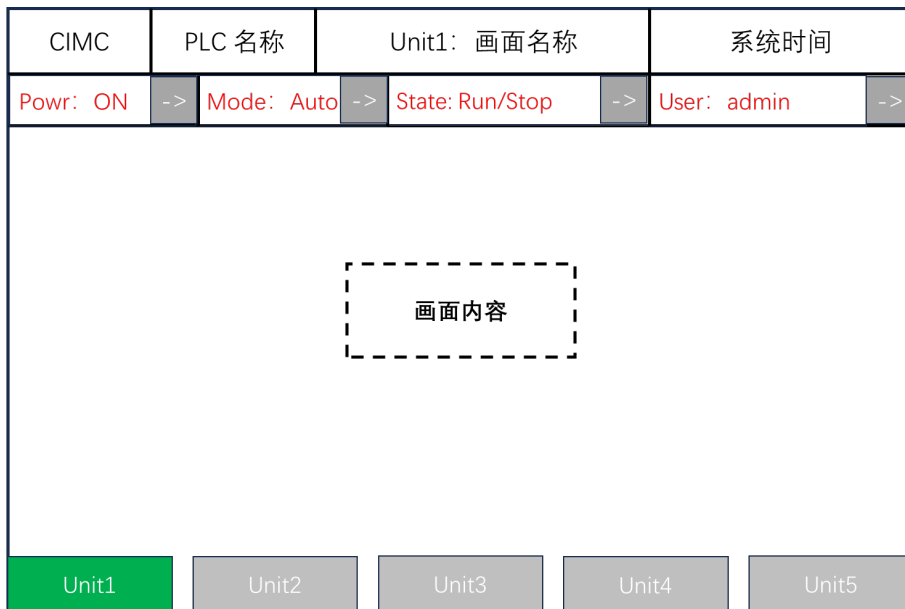 CIMC PLC 名称 Unit1：画面名称 系统时间
Powr：ON -> Mode：Auto -> State: Run/Stop -> User：admin ->
画面内容
Unit1 Unit2 Unit3 Unit4 Unit5